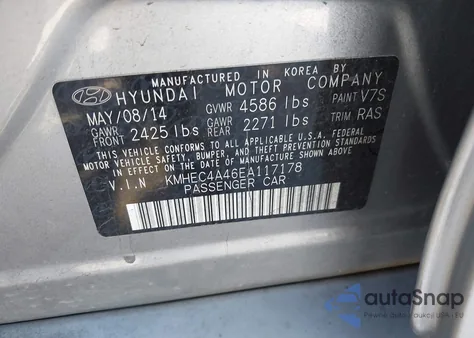 MANUFACTURED IN KOREA BY
HYUNDAI MOTOR COMPANY
MAY/08/14 GVWR 4586 lbs PAINT V7S
GAWR FRONT 2425 lbs GAWR REAR 2271 lbs TRIM. RAS
THIS VEHICLE CONFORMS TO ALL APPLICABLE U.S.A. FEDERAL
MOTOR VEHICLE SAFETY, BUMPER, AND THEFT PREVENTION
STANDARDS IN EFFECT ON THE DATE OF MANUFACTURE SHOWN ABOVE.
V.I.N KMHEC4A46EA117178
PASSENGER CAR
autoSnap